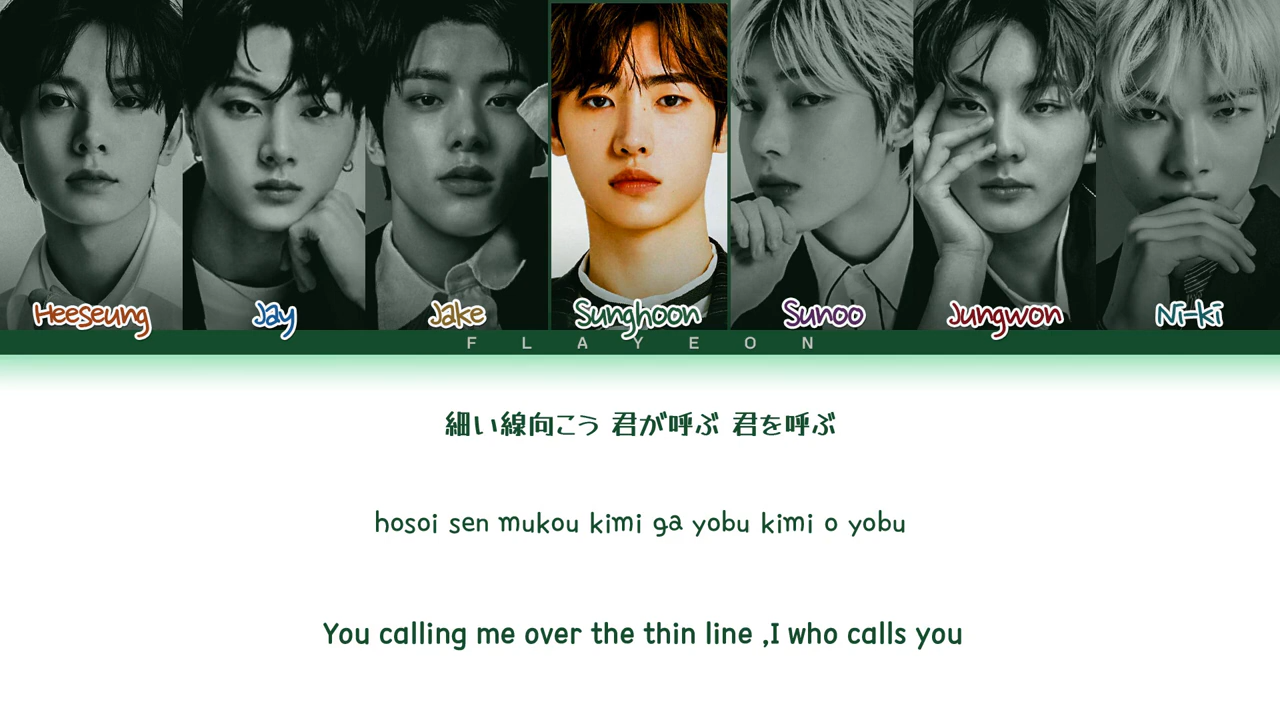 Heeseung Jay Jake Sunghoon Sunoo Jungwon Ni-ki
FLAYEON
細い線向こう 君が呼ぶ 君を呼ぶ
hosoi sen mukou kimi ga yobu kimi o yobu
You calling me over the thin line ,I who calls you